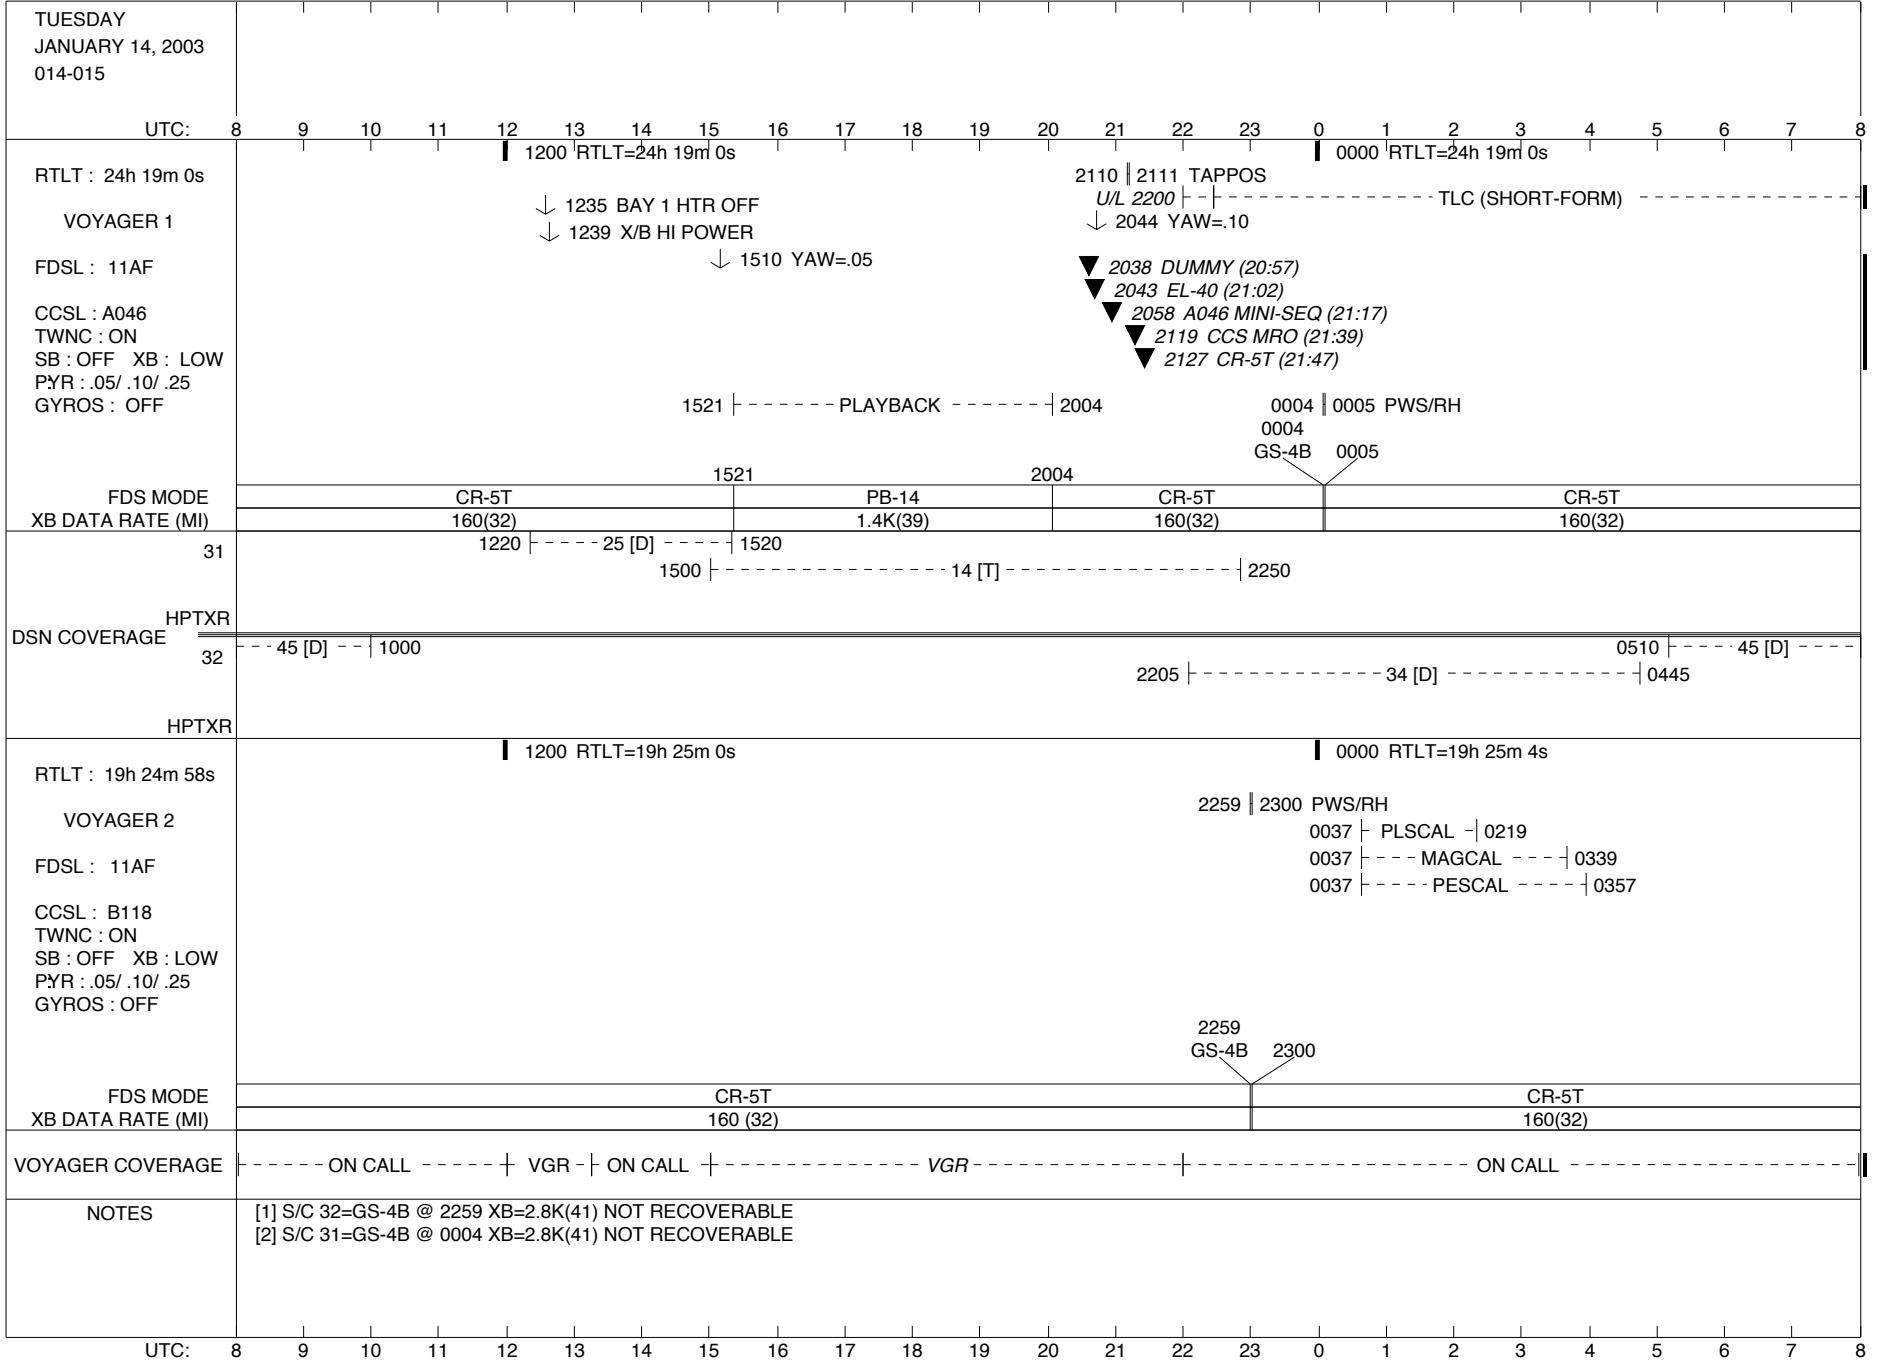 TUESDAY
JANUARY 14, 2003
014-015
UTC: 8 9 10 11 12 13 14 15 16 17 18 19 20 21 22 23 0 1 2 3 4 5 6 7 8
1200 RTLT=24h 19m 0s 0000 RTLT=24h 19m 0s
RTLT : 24h 19m 0s
2110 2111 TAPPOS
U/L 2200 TLC (SHORT-FORM)
1235 BAY 1 HTR OFF
VOYAGER 1
2044 YAW=.10
1239 X/B HI POWER
1510 YAW=.05
FDSL : 11AF
2038 DUMMY (20:57)
2043 EL-40 (21:02)
CCSL : A046
2058 A046 MINI-SEQ (21:17)
TWNC : ON
2119 CCS MRO (21:39)
SB : OFF XB : LOW
2127 CR-5T (21:47)
PYR : .05/ .10/ .25
GYROS : OFF
1521 PLAYBACK 2004
0004 0005 PWS/RH
0004
GS-4B 0005
1521 2004
FDS MODE CR-5T PB-14 CR-5T CR-5T
XB DATA RATE (MI) 160(32) 1.4K(39) 160(32) 160(32)
31 1220 25 [D] 1520
1500 14 [T] 2250
HPTXR
DSN COVERAGE
32 45 [D] 1000 0510 45 [D]
2205 34 [D] 0445
HPTXR
1200 RTLT=19h 25m 0s 0000 RTLT=19h 25m 4s
RTLT : 19h 24m 58s
2259 2300 PWS/RH
VOYAGER 2
0037 PLSCAL 0219
0037 MAGCAL 0339
FDSL : 11AF
0037 PESCAL 0357
CCSL : B118
TWNC : ON
SB : OFF XB : LOW
PYR : .05/ .10/ .25
GYROS : OFF
2259
GS-4B 2300
FDS MODE CR-5T CR-5T
XB DATA RATE (MI) 160 (32) 160(32)
VOYAGER COVERAGE ON CALL VGR ON CALL VGR ON CALL
NOTES [1] S/C 32=GS-4B @ 2259 XB=2.8K(41) NOT RECOVERABLE
[2] S/C 31=GS-4B @ 0004 XB=2.8K(41) NOT RECOVERABLE
UTC: 8 9 10 11 12 13 14 15 16 17 18 19 20 21 22 23 0 1 2 3 4 5 6 7 8